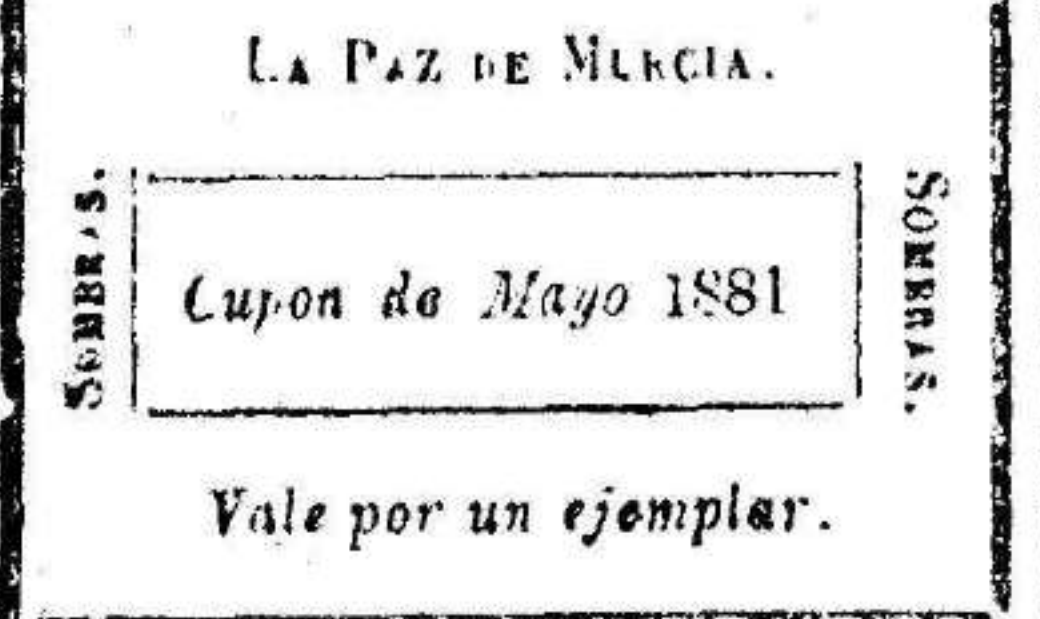 LA PAZ DE MURCIA.
SOMBRAS.
Cupon de Mayo 1881
SOMBRAS.
Vale por un ejemplar.